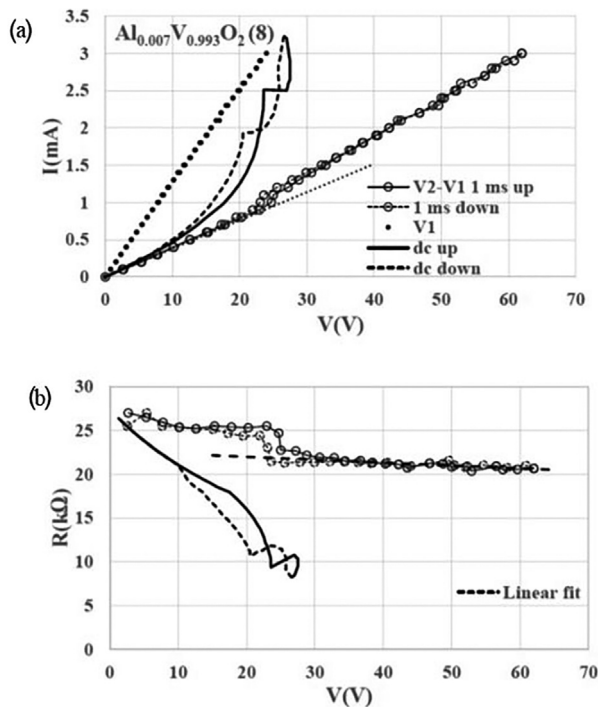 (a)
Al0.007V0.993O2 (8)
3.5
3
2.5
2
1.5
1
0.5
0
I(mA)
V2-V1 1 ms up
1 ms down
V1
dc up
dc down
0 10 20 30 40 50 60 70
V(V)
(b)
30
25
20
15
10
5
0
R(kΩ)
Linear fit
0 10 20 30 40 50 60 70
V(V)